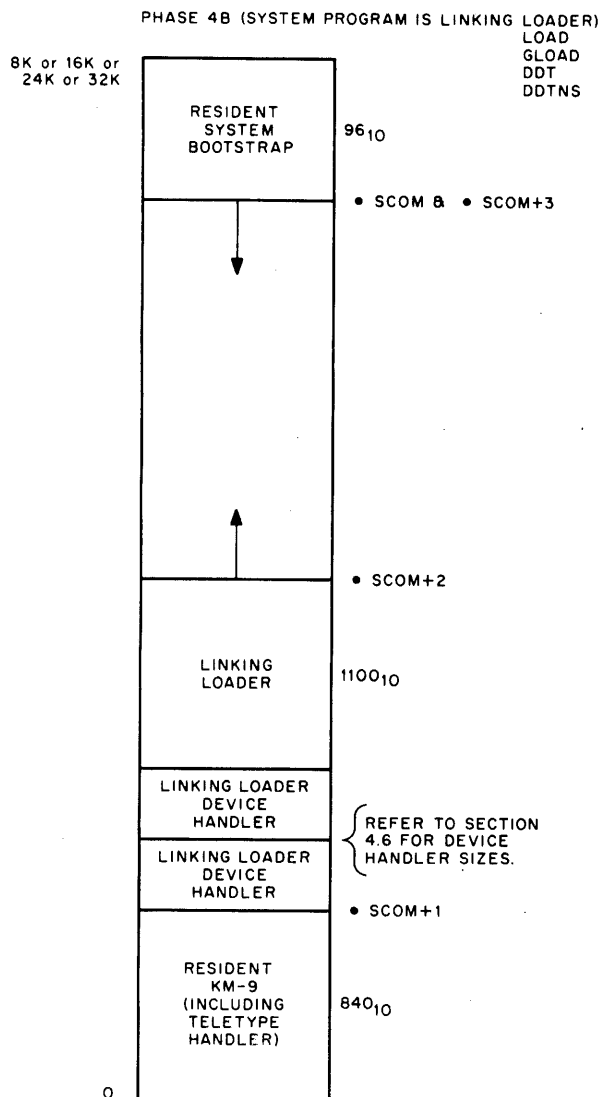 PHASE 4B (SYSTEM PROGRAM IS LINKING LOADER)
LOAD
GLOAD
DDT
DDTNS
8K or 16K or
24K or 32K
RESIDENT
SYSTEM
BOOTSTRAP
96₁₀
• SCOM & • SCOM+3
• SCOM+2
LINKING
LOADER
1100₁₀
LINKING LOADER
DEVICE
HANDLER
LINKING LOADER
DEVICE
HANDLER
REFER TO SECTION
4.6 FOR DEVICE
HANDLER SIZES.
• SCOM+1
RESIDENT
KM-9
(INCLUDING
TELETYPE
HANDLER)
840₁₀
0